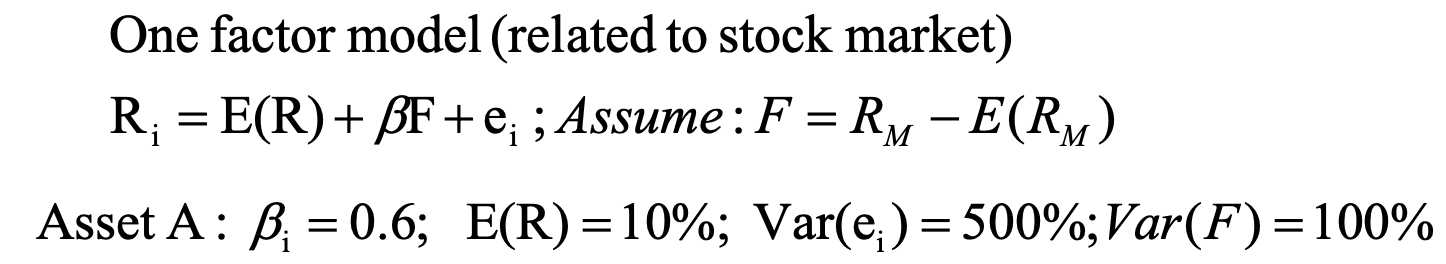 One factor model (related to stock market)
Rᵢ = E(R) + βF + eᵢ ; Assume : F = R_M − E(R_M)
Asset A : βᵢ = 0.6; E(R) = 10%; Var(eᵢ) = 500%; Var(F) = 100%